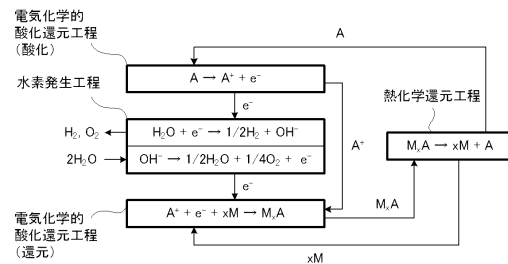 電気化学的
酸化還元工程
(酸化)
A
A → A⁺ + e⁻
水素発生工程
e⁻
熱化学還元工程
H₂, O₂
H₂O + e⁻ → 1/2H₂ + OH⁻
2H₂O
OH⁻ → 1/2H₂O + 1/4O₂ + e⁻
A⁺
MₓA → xM + A
e⁻
MₓA
A⁺ + e⁻ + xM → MₓA
電気化学的
酸化還元工程
(還元)
xM